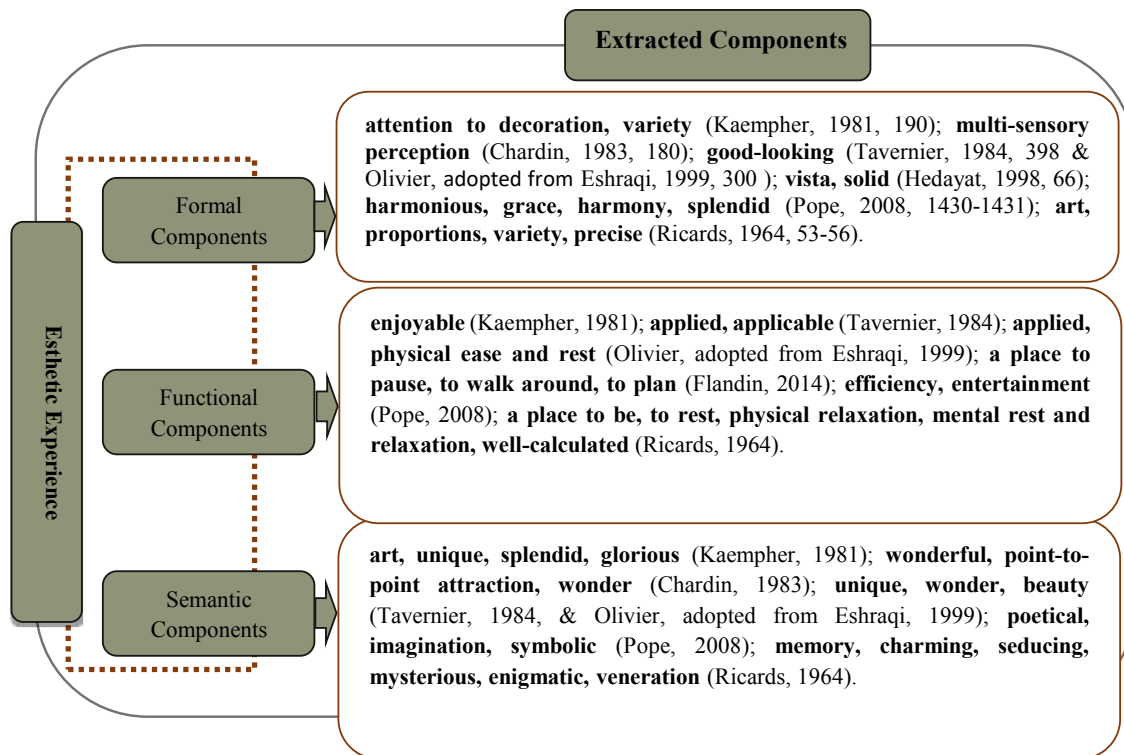 Extracted Components
attention to decoration, variety (Kaempher, 1981, 190); multi-sensory
perception (Chardin, 1983, 180); good-looking (Tavernier, 1984, 398 &
Olivier, adopted from Eshraqi, 1999, 300 ); vista, solid (Hedayat, 1998, 66);
harmonious, grace, harmony, splendid (Pope, 2008, 1430-1431); art,
proportions, variety, precise (Ricards, 1964, 53-56).
Formal
Components
Esthetic Experience
enjoyable (Kaempher, 1981); applied, applicable (Tavernier, 1984); applied,
physical ease and rest (Olivier, adopted from Eshraqi, 1999); a place to
pause, to walk around, to plan (Flandin, 2014); efficiency, entertainment
(Pope, 2008); a place to be, to rest, physical relaxation, mental rest and
relaxation, well-calculated (Ricards, 1964).
Functional
Components
art, unique, splendid, glorious (Kaempher, 1981); wonderful, point-to-
point attraction, wonder (Chardin, 1983); unique, wonder, beauty
(Tavernier, 1984, & Olivier, adopted from Eshraqi, 1999); poetical,
imagination, symbolic (Pope, 2008); memory, charming, seducing,
mysterious, enigmatic, veneration (Ricards, 1964).
Semantic
Components